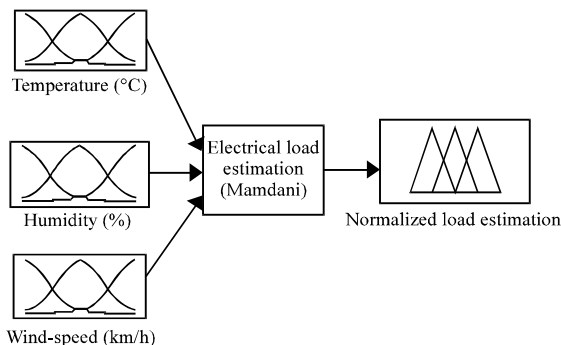 Temperature (°C)
Humidity (%)
Wind-speed (km/h)
Electrical load
estimation
(Mamdani)
Normalized load estimation